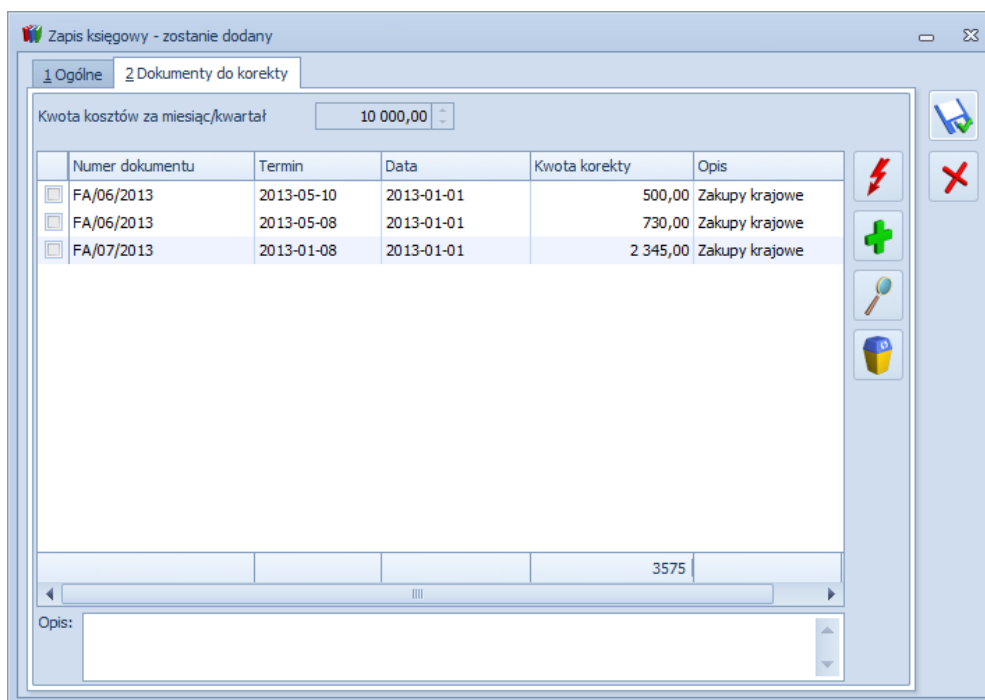 Zapis księgowy - zostanie dodany
1 Ogólne 2 Dokumenty do korekty
Kwota kosztów za miesiąc/kwartał 10 000,00
Numer dokumentu Termin Data Kwota korekty Opis
FA/06/2013 2013-05-10 2013-01-01 500,00 Zakupy krajowe
FA/06/2013 2013-05-08 2013-01-01 730,00 Zakupy krajowe
FA/07/2013 2013-01-08 2013-01-01 2 345,00 Zakupy krajowe
3575
Opis: